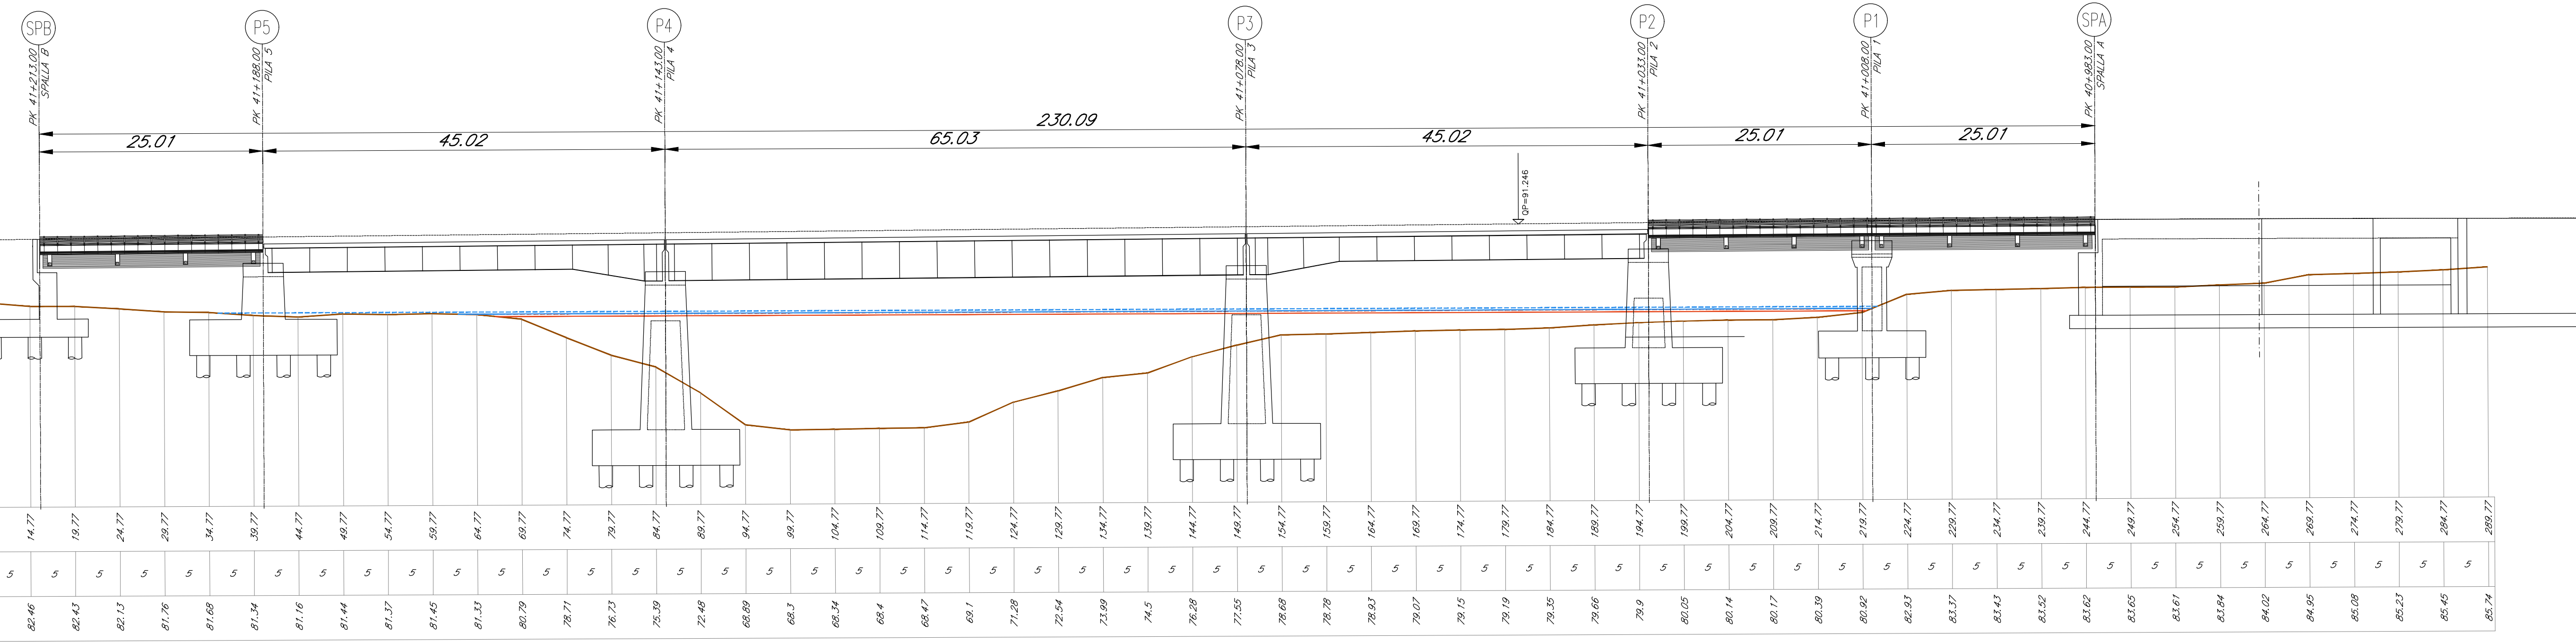 SPB P5 P4 P3 P2 P1 SPA
PK 41+213.00
SPALLA B
PK 41+188.00
PILA 5
PK 41+143.00
PILA 4
PK 41+078.00
PILA 3
PK 41+033.00
PILA 2
PK 41+008.00
PILA 1
PK 40+983.00
SPALLA A
230.09
25.01 45.02 65.03 45.02 25.01 25.01
QP=91.246
14.77 19.77 24.77 29.77 34.77 39.77 44.77 49.77 54.77 59.77 64.77 69.77 74.77 79.77 84.77 89.77 94.77 99.77 104.77 109.77 114.77 119.77 124.77 129.77 134.77 139.77 144.77 149.77 154.77 159.77 164.77 169.77 174.77 179.77 184.77 189.77 194.77 199.77 204.77 209.77 214.77 219.77 224.77 229.77 234.77 239.77 244.77 249.77 254.77 259.77 264.77 269.77 274.77 279.77 284.77 289.77
5 5 5 5 5 5 5 5 5 5 5 5 5 5 5 5 5 5 5 5 5 5 5 5 5 5 5 5 5 5 5 5 5 5 5 5 5 5 5 5 5 5 5 5 5 5 5 5 5 5 5 5 5 5 5 5
82.46 82.43 82.13 81.76 81.68 81.34 81.16 81.44 81.37 81.45 81.33 80.79 78.71 76.73 75.39 72.48 68.89 68.3 68.34 68.4 68.47 69.1 71.28 72.54 73.99 74.5 76.28 77.55 78.68 78.78 78.93 79.07 79.15 79.19 79.35 79.66 79.9 80.05 80.14 80.17 80.39 80.92 82.93 83.37 83.43 83.52 83.62 83.65 83.61 83.84 84.02 84.95 85.08 85.23 85.45 85.74